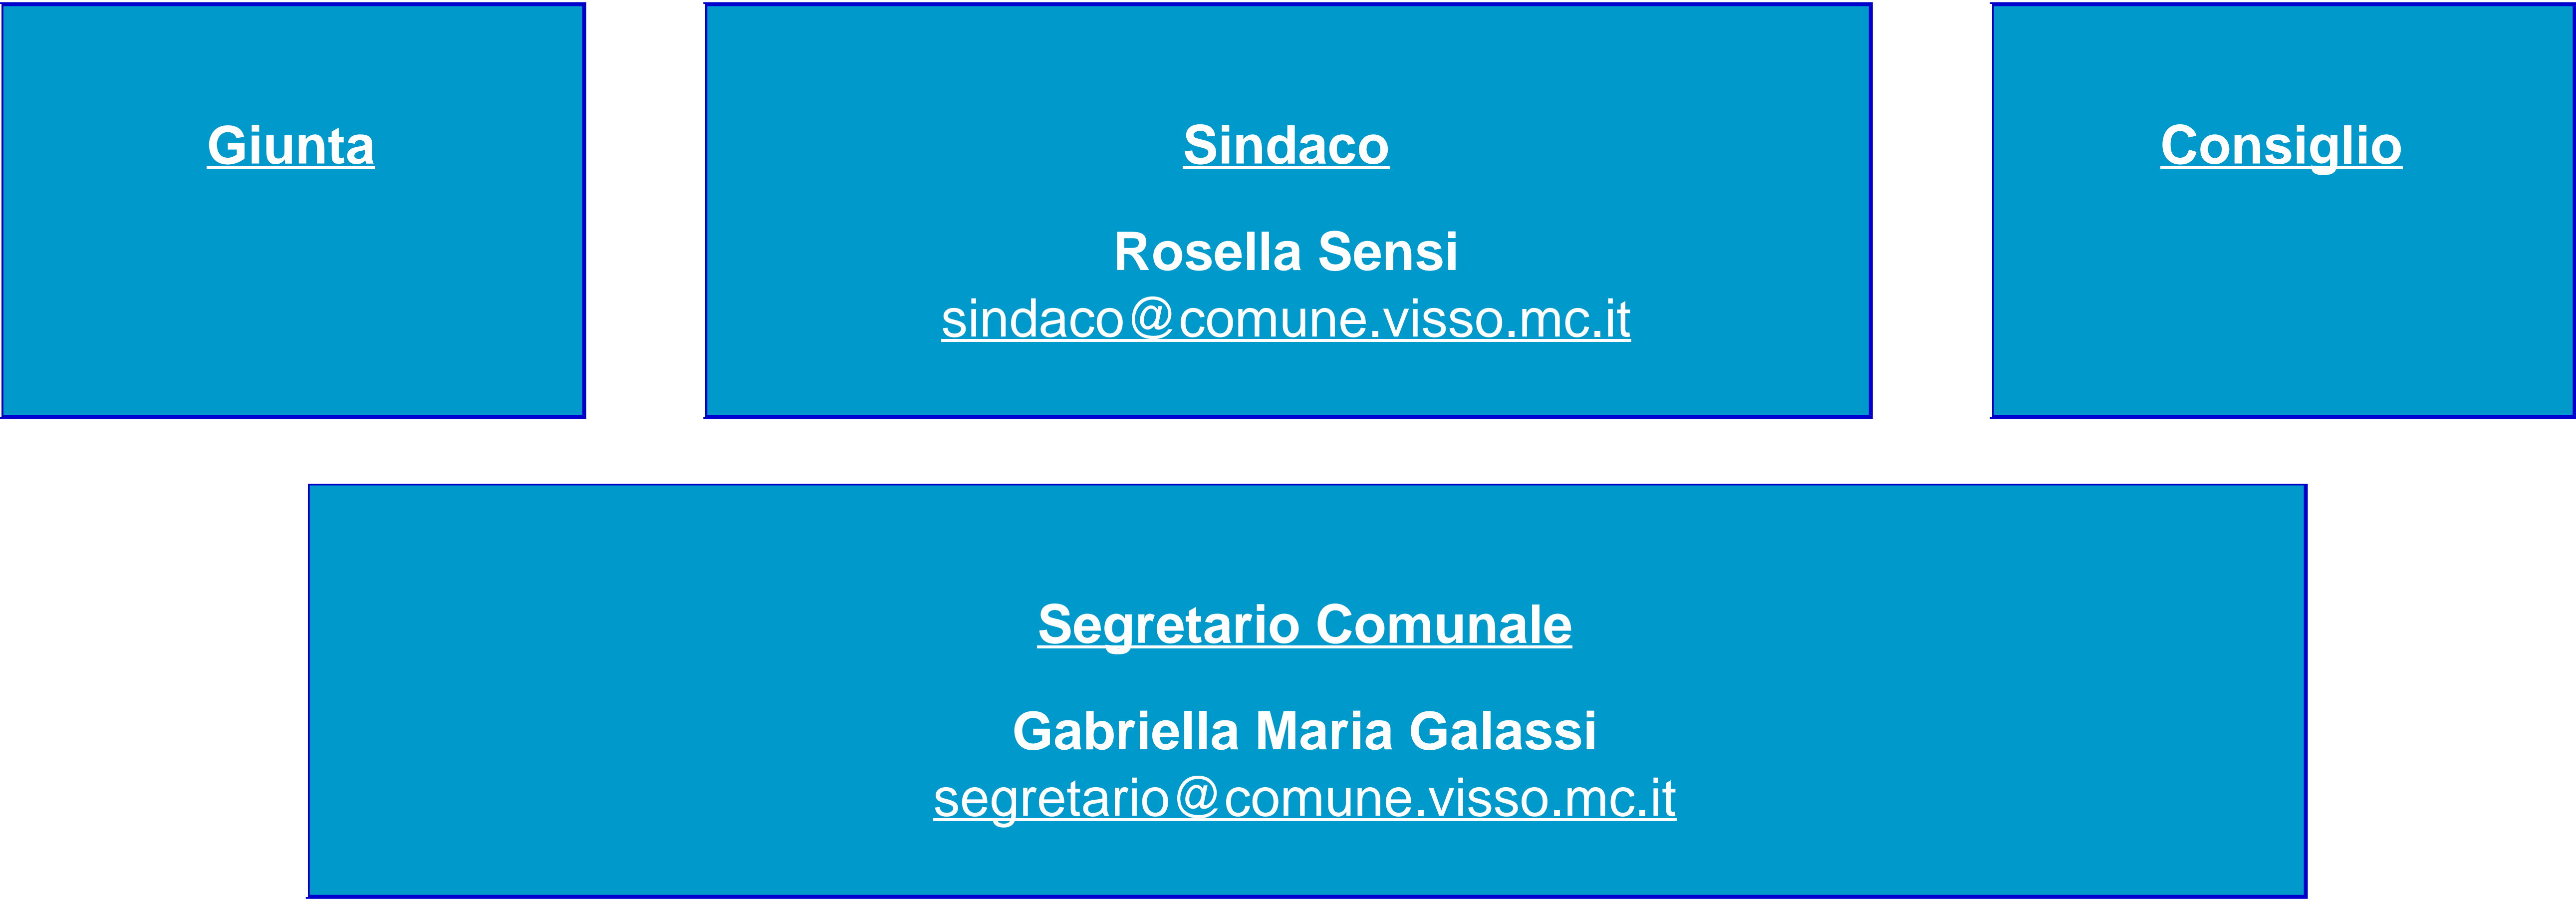 Giunta
Sindaco
Rosella Sensi
sindaco@comune.visso.mc.it
Consiglio
Segretario Comunale
Gabriella Maria Galassi
segretario@comune.visso.mc.it